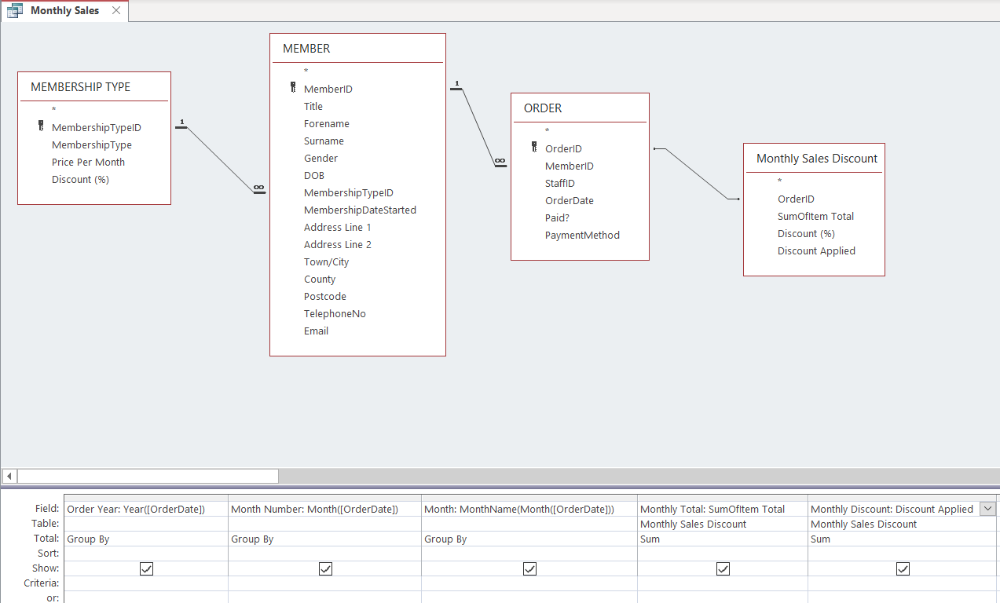 Monthly Sales
MEMBERSHIP TYPE
*
MembershipTypeID
MembershipType
Price Per Month
Discount (%)
1
∞
MEMBER
*
MemberID
Title
Forename
Surname
Gender
DOB
MembershipTypeID
MembershipDateStarted
Address Line 1
Address Line 2
Town/City
County
Postcode
TelephoneNo
Email
1
∞
ORDER
*
OrderID
MemberID
StaffID
OrderDate
Paid?
PaymentMethod
Monthly Sales Discount
*
OrderID
SumOfItem Total
Discount (%)
Discount Applied
Field: Order Year: Year([OrderDate]) Month Number: Month([OrderDate]) Month: MonthName(Month([OrderDate])) Monthly Total: SumOfItem Total Monthly Discount: Discount Applied
Table: Monthly Sales Discount Monthly Sales Discount
Total: Group By Group By Group By Sum Sum
Sort:
Show:
Criteria:
or: